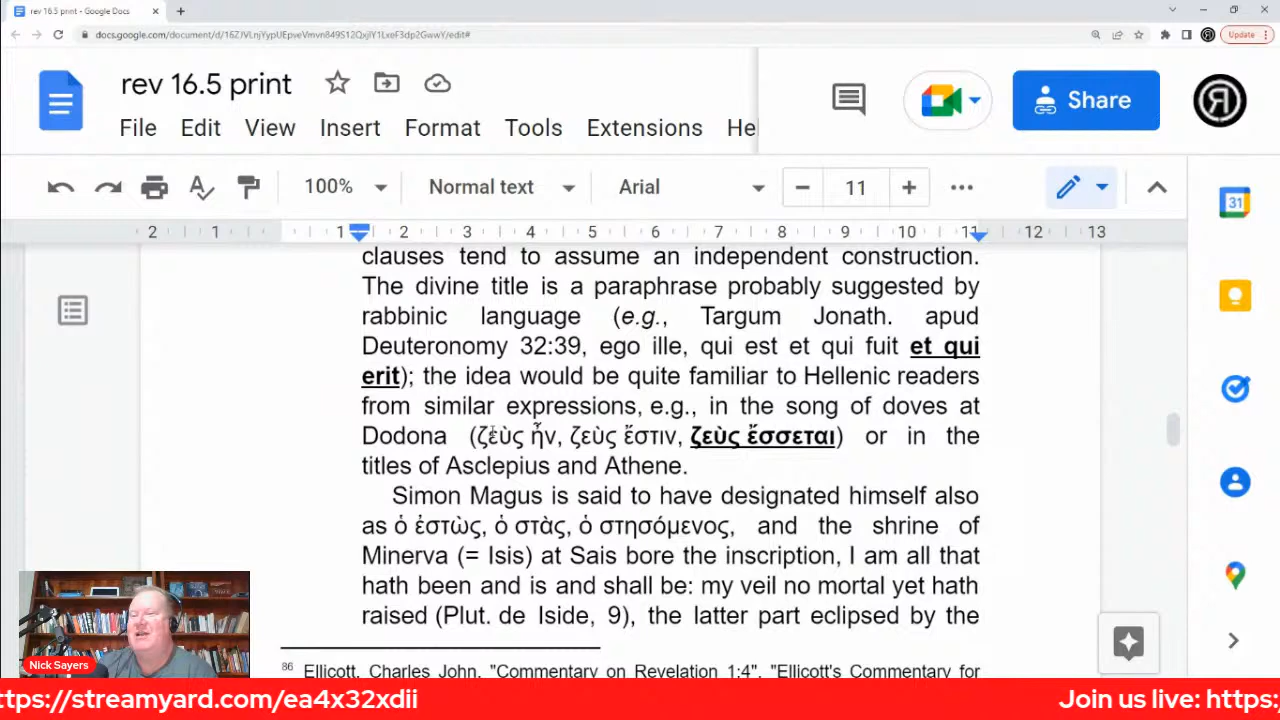 rev 16.5 print - Google Docs
docs.google.com/document/d/16ZJVLnjYypUEpveVmvn849S12QxjlY1LxeF3dp2GwwY/edit#
Update
rev 16.5 print
File Edit View Insert Format Tools Extensions He
Share
100% Normal text Arial 11
2 1 1 2 3 4 5 6 7 8 9 10 11 12 13
clauses tend to assume an independent construction.
The divine title is a paraphrase probably suggested by
rabbinic language (e.g., Targum Jonath. apud
Deuteronomy 32:39, ego ille, qui est et qui fuit et qui
erit); the idea would be quite familiar to Hellenic readers
from similar expressions, e.g., in the song of doves at
Dodona (ζεὺς ἦν, ζεὺς ἔστιν, ζεὺς ἔσσεται) or in the
titles of Asclepius and Athene.
Simon Magus is said to have designated himself also
as ὁ ἑστὼς, ὁ στὰς, ὁ στησόμενος, and the shrine of
Minerva (= Isis) at Sais bore the inscription, I am all that
hath been and is and shall be: my veil no mortal yet hath
raised (Plut. de Iside, 9), the latter part eclipsed by the
86 Ellicott, Charles John. "Commentary on Revelation 1:4". "Ellicott's Commentary for
31
Nick Sayers
ttps://streamyard.com/ea4x32xdii
Join us live: https: